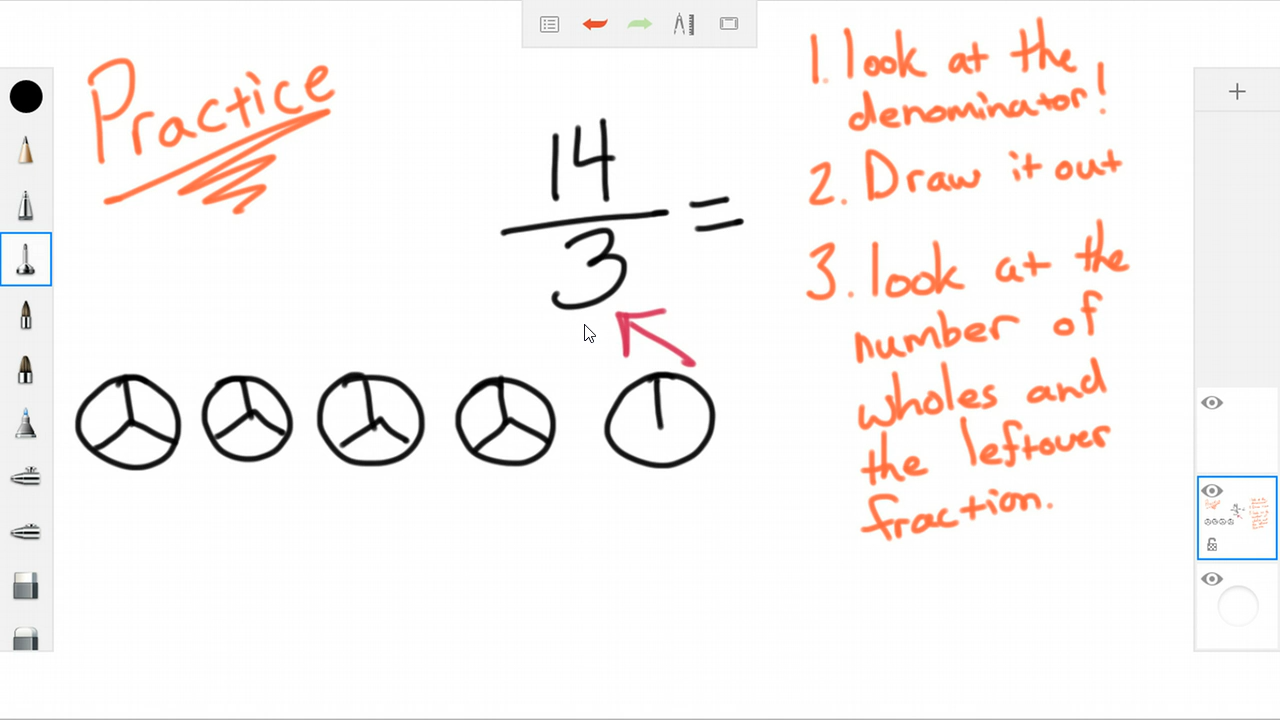 Practice
14
3
=
1. look at the
denominator!
2. Draw it out
3. look at the
number of
wholes and
the leftover
fraction.